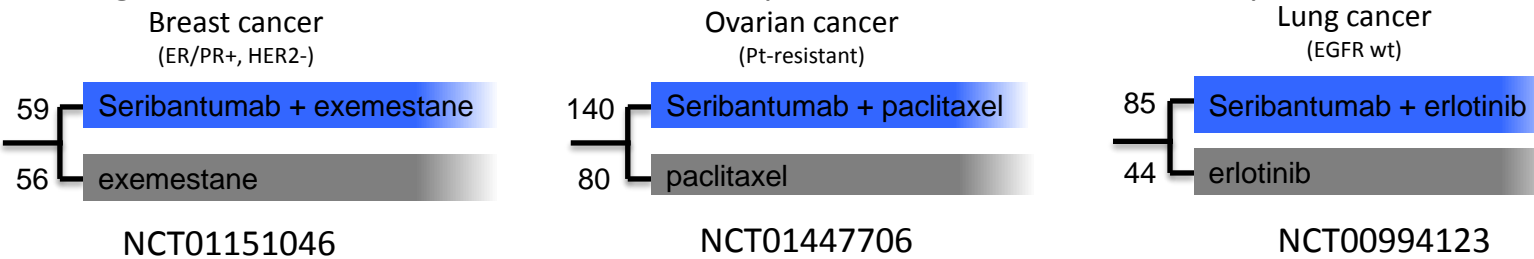 Breast cancer
(ER/PR+, HER2-)
59
Seribantumab + exemestane
56
exemestane
NCT01151046
Ovarian cancer
(Pt-resistant)
140
Seribantumab + paclitaxel
80
paclitaxel
NCT01447706
Lung cancer
(EGFR wt)
85
Seribantumab + erlotinib
44
erlotinib
NCT00994123